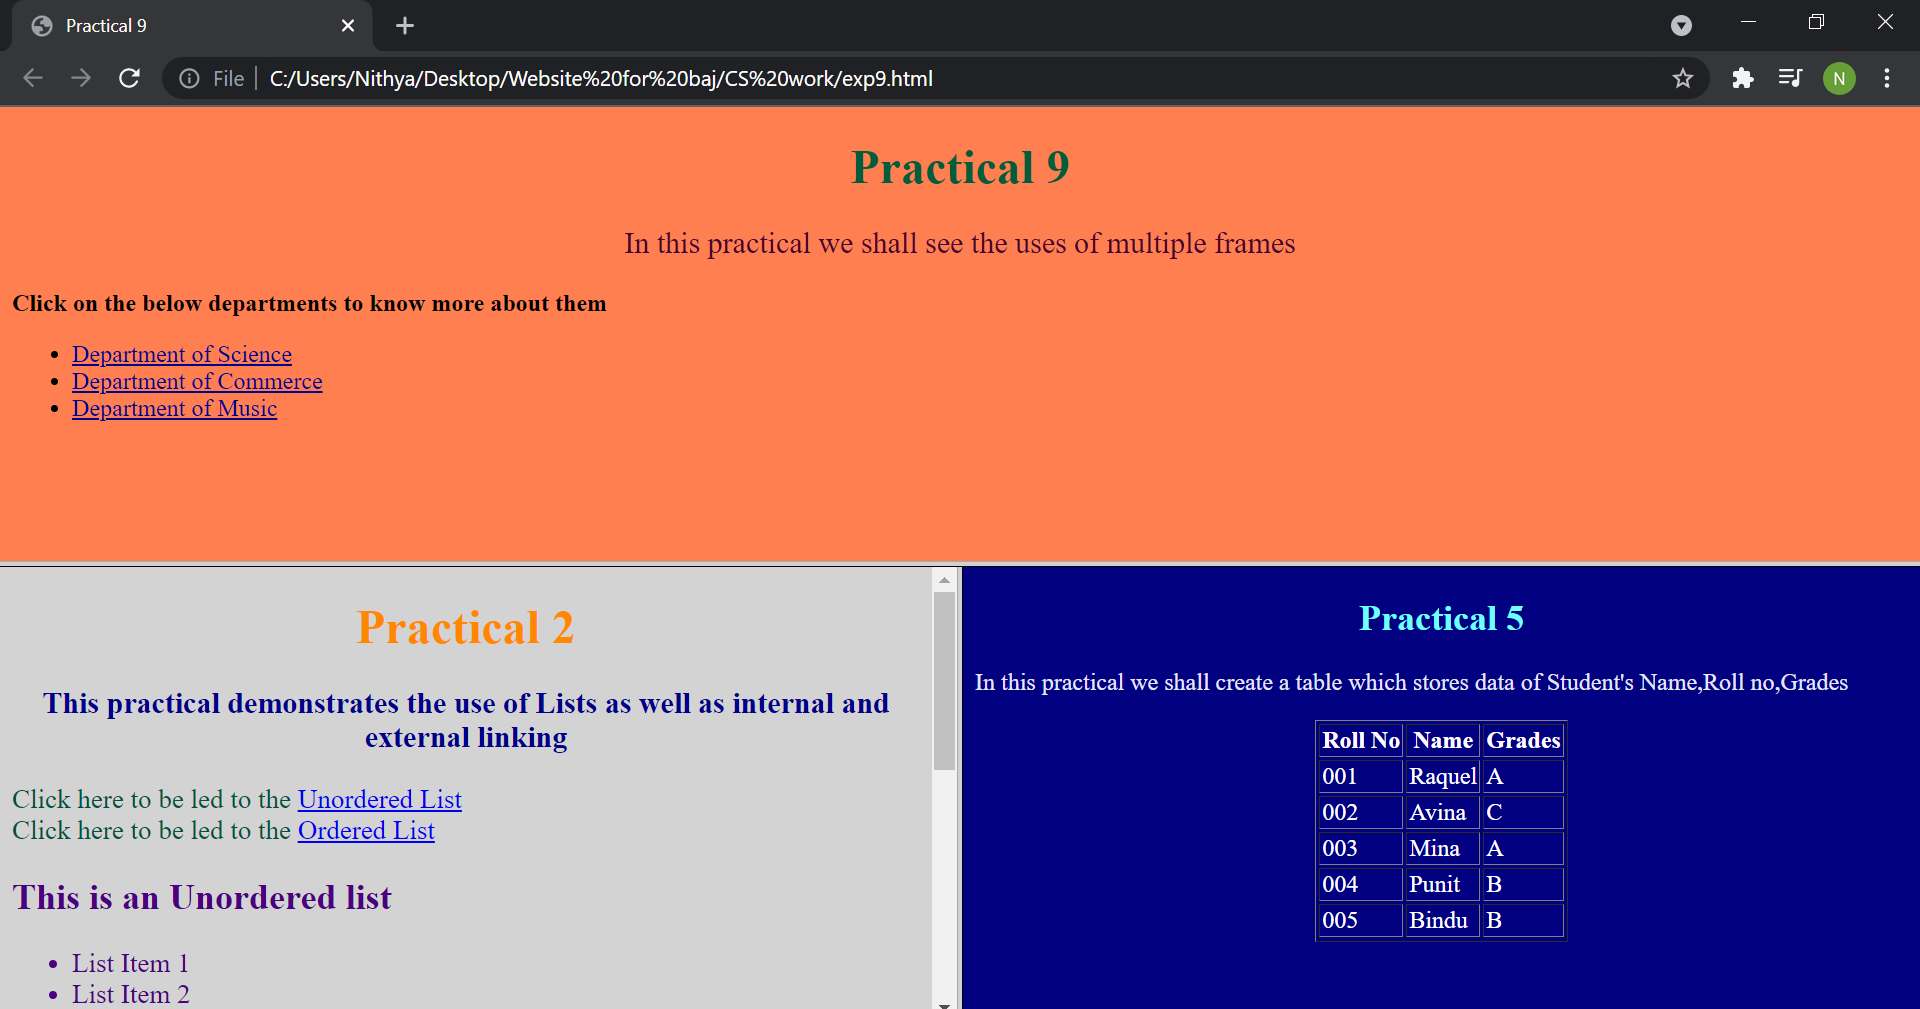 Practical 9
File C:/Users/Nithya/Desktop/Website%20for%20baj/CS%20work/exp9.html
N
Practical 9
In this practical we shall see the uses of multiple frames
Click on the below departments to know more about them
• Department of Science
• Department of Commerce
• Department of Music
Practical 2
This practical demonstrates the use of Lists as well as internal and
external linking
Click here to be led to the Unordered List
Click here to be led to the Ordered List
This is an Unordered list
• List Item 1
• List Item 2
Practical 5
In this practical we shall create a table which stores data of Student's Name,Roll no,Grades
Roll No Name Grades
001 Raquel A
002 Avina C
003 Mina A
004 Punit B
005 Bindu B